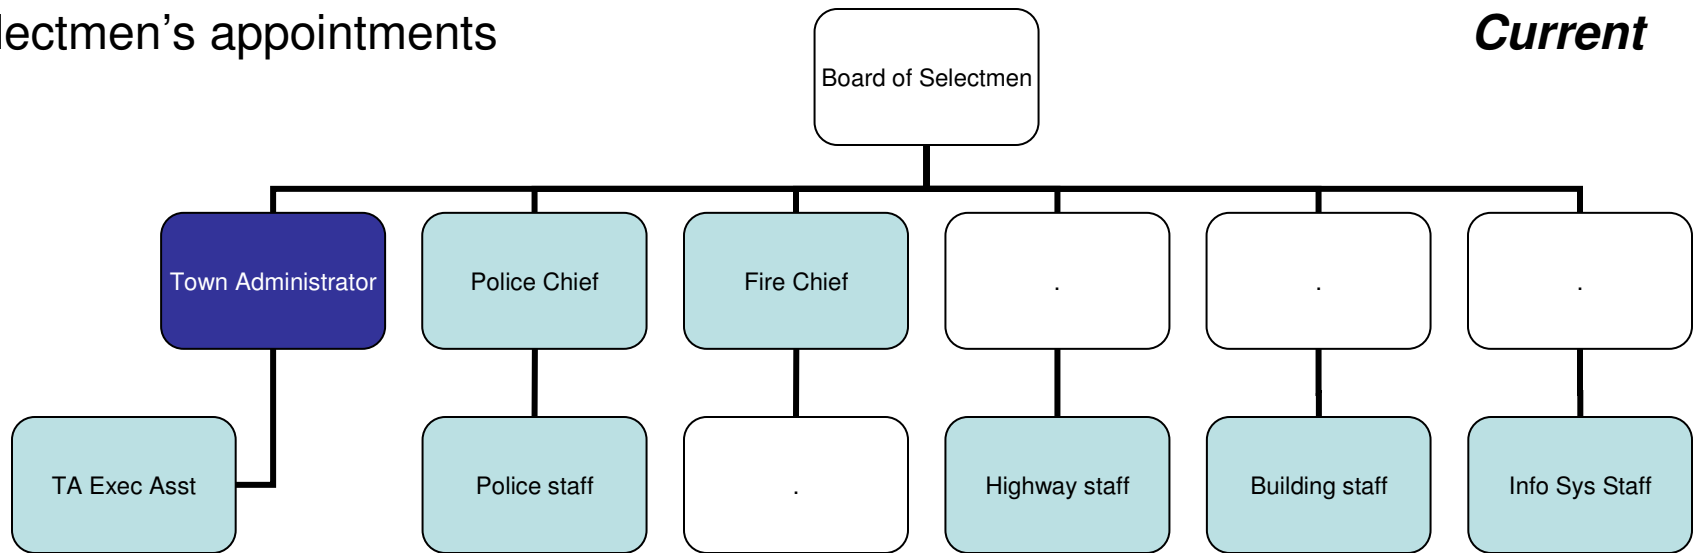 lectmen’s appointments
Current
Board of Selectmen
Town Administrator
Police Chief
Fire Chief
.
.
.
TA Exec Asst
Police staff
.
Highway staff
Building staff
Info Sys Staff